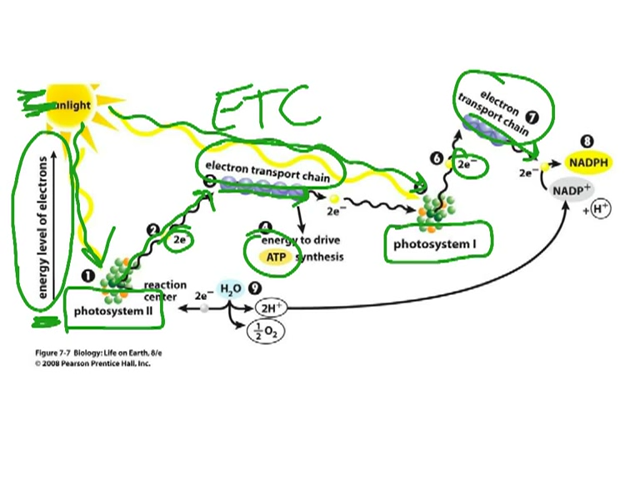 ETC
sunlight
electron
transport chain
7
6
2e⁻
8
NADPH
2e⁻
NADP⁺
+ H⁺
energy level of electrons
electron transport chain
3
5
2e⁻
photosystem I
2
2e⁻
4
energy to drive
ATP synthesis
1
reaction
center
photosystem II
2e⁻
H₂O
9
2H⁺
½ O₂
Figure 7-7 Biology: Life on Earth, 8/e
© 2008 Pearson Prentice Hall, Inc.